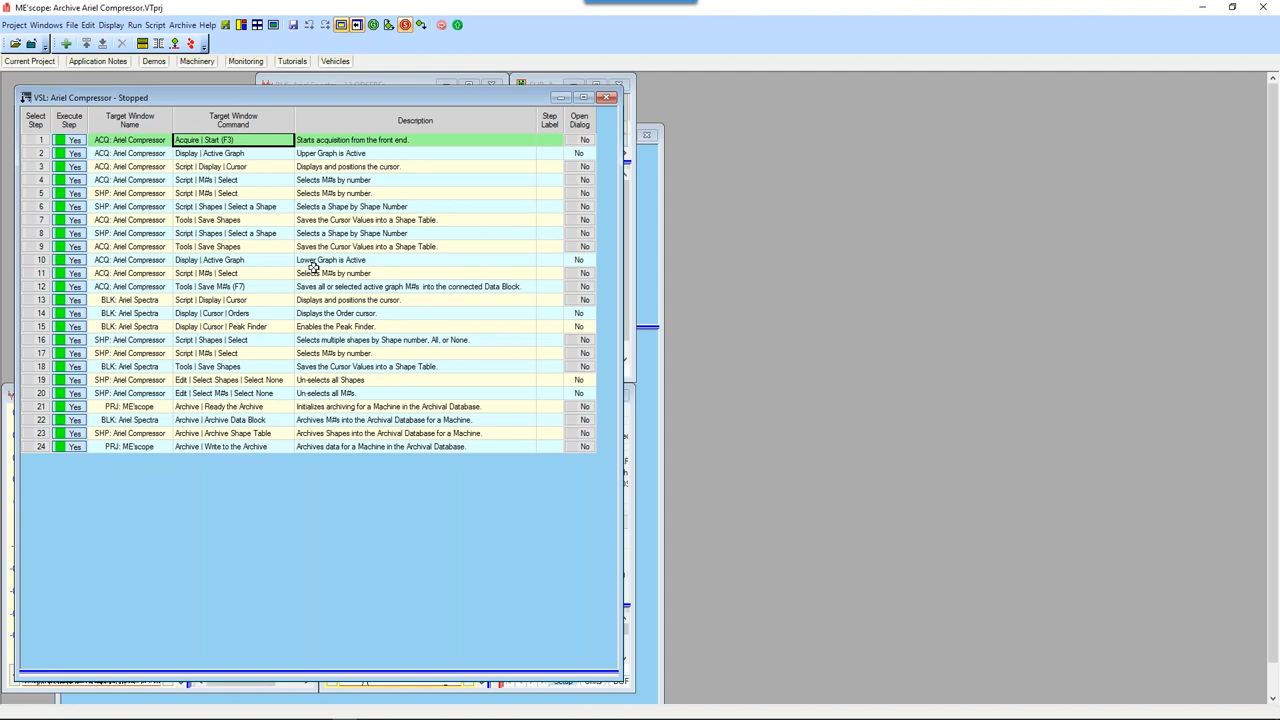 ME'scope: Archive Ariel Compressor.VTprj
Project Windows File Edit Display Run Script Archive Help
Current Project Application Notes Demos Machinery Monitoring Tutorials Vehicles
VSL: Ariel Compressor - Stopped
Select Step Execute Step Target Window Name Target Window Command Description Step Label Open Dialog
1 Yes ACQ: Ariel Compressor Acquire | Start (F3) Starts acquisition from the front end. No
2 Yes ACQ: Ariel Compressor Display | Active Graph Upper Graph is Active No
3 Yes ACQ: Ariel Compressor Script | Display | Cursor Displays and positions the cursor. No
4 Yes ACQ: Ariel Compressor Script | M#s | Select Selects M#s by number No
5 Yes SHP: Ariel Compressor Script | M#s | Select Selects M#s by number. No
6 Yes SHP: Ariel Compressor Script | Shapes | Select a Shape Selects a Shape by Shape Number No
7 Yes ACQ: Ariel Compressor Tools | Save Shapes Saves the Cursor Values into a Shape Table. No
8 Yes SHP: Ariel Compressor Script | Shapes | Select a Shape Selects a Shape by Shape Number No
9 Yes ACQ: Ariel Compressor Tools | Save Shapes Saves the Cursor Values into a Shape Table. No
10 Yes ACQ: Ariel Compressor Display | Active Graph Lower Graph is Active No
11 Yes ACQ: Ariel Compressor Script | M#s | Select Selects M#s by number No
12 Yes ACQ: Ariel Compressor Tools | Save M#s (F7) Saves all or selected active graph M#s into the connected Data Block. No
13 Yes BLK: Ariel Spectra Script | Display | Cursor Displays and positions the cursor. No
14 Yes BLK: Ariel Spectra Display | Cursor | Orders Displays the Order cursor. No
15 Yes BLK: Ariel Spectra Display | Cursor | Peak Finder Enables the Peak Finder. No
16 Yes SHP: Ariel Compressor Script | Shapes | Select Selects multiple shapes by Shape number, All, or None. No
17 Yes SHP: Ariel Compressor Script | M#s | Select Selects M#s by number. No
18 Yes BLK: Ariel Spectra Tools | Save Shapes Saves the Cursor Values into a Shape Table. No
19 Yes SHP: Ariel Compressor Edit | Select Shapes | Select None Un-selects all Shapes No
20 Yes SHP: Ariel Compressor Edit | Select M#s | Select None Un-selects all M#s. No
21 Yes PRJ: ME'scope Archive | Ready the Archive Initializes archiving for a Machine in the Archival Database. No
22 Yes BLK: Ariel Spectra Archive | Archive Data Block Archives M#s into the Archival Database for a Machine. No
23 Yes SHP: Ariel Compressor Archive | Archive Shape Table Archives Shapes into the Archival Database for a Machine. No
24 Yes PRJ: ME'scope Archive | Write to the Archive Archives data for a Machine in the Archival Database. No